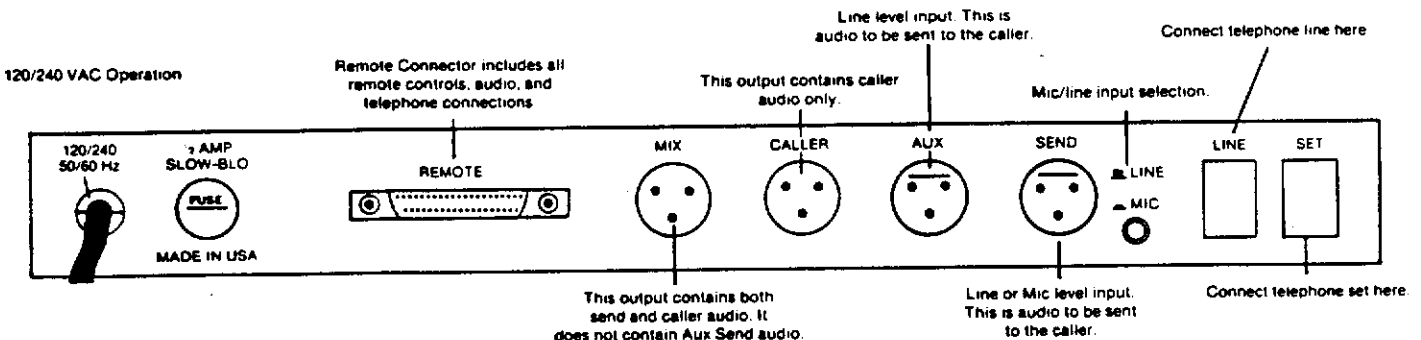 120/240 VAC Operation
Remote Connector includes all
remote controls, audio, and
telephone connections
This output contains caller
audio only.
Line level input. This is
audio to be sent to the caller.
Mic/line input selection.
Connect telephone line here
120/240
50/60 Hz
AMP
SLOW-BLO
FUSE
MADE IN USA
REMOTE
MIX
CALLER
AUX
SEND
LINE
MIC
LINE
SET
This output contains both
send and caller audio. It
does not contain Aux Send audio.
Line or Mic level input.
This is audio to be sent
to the caller.
Connect telephone set here.